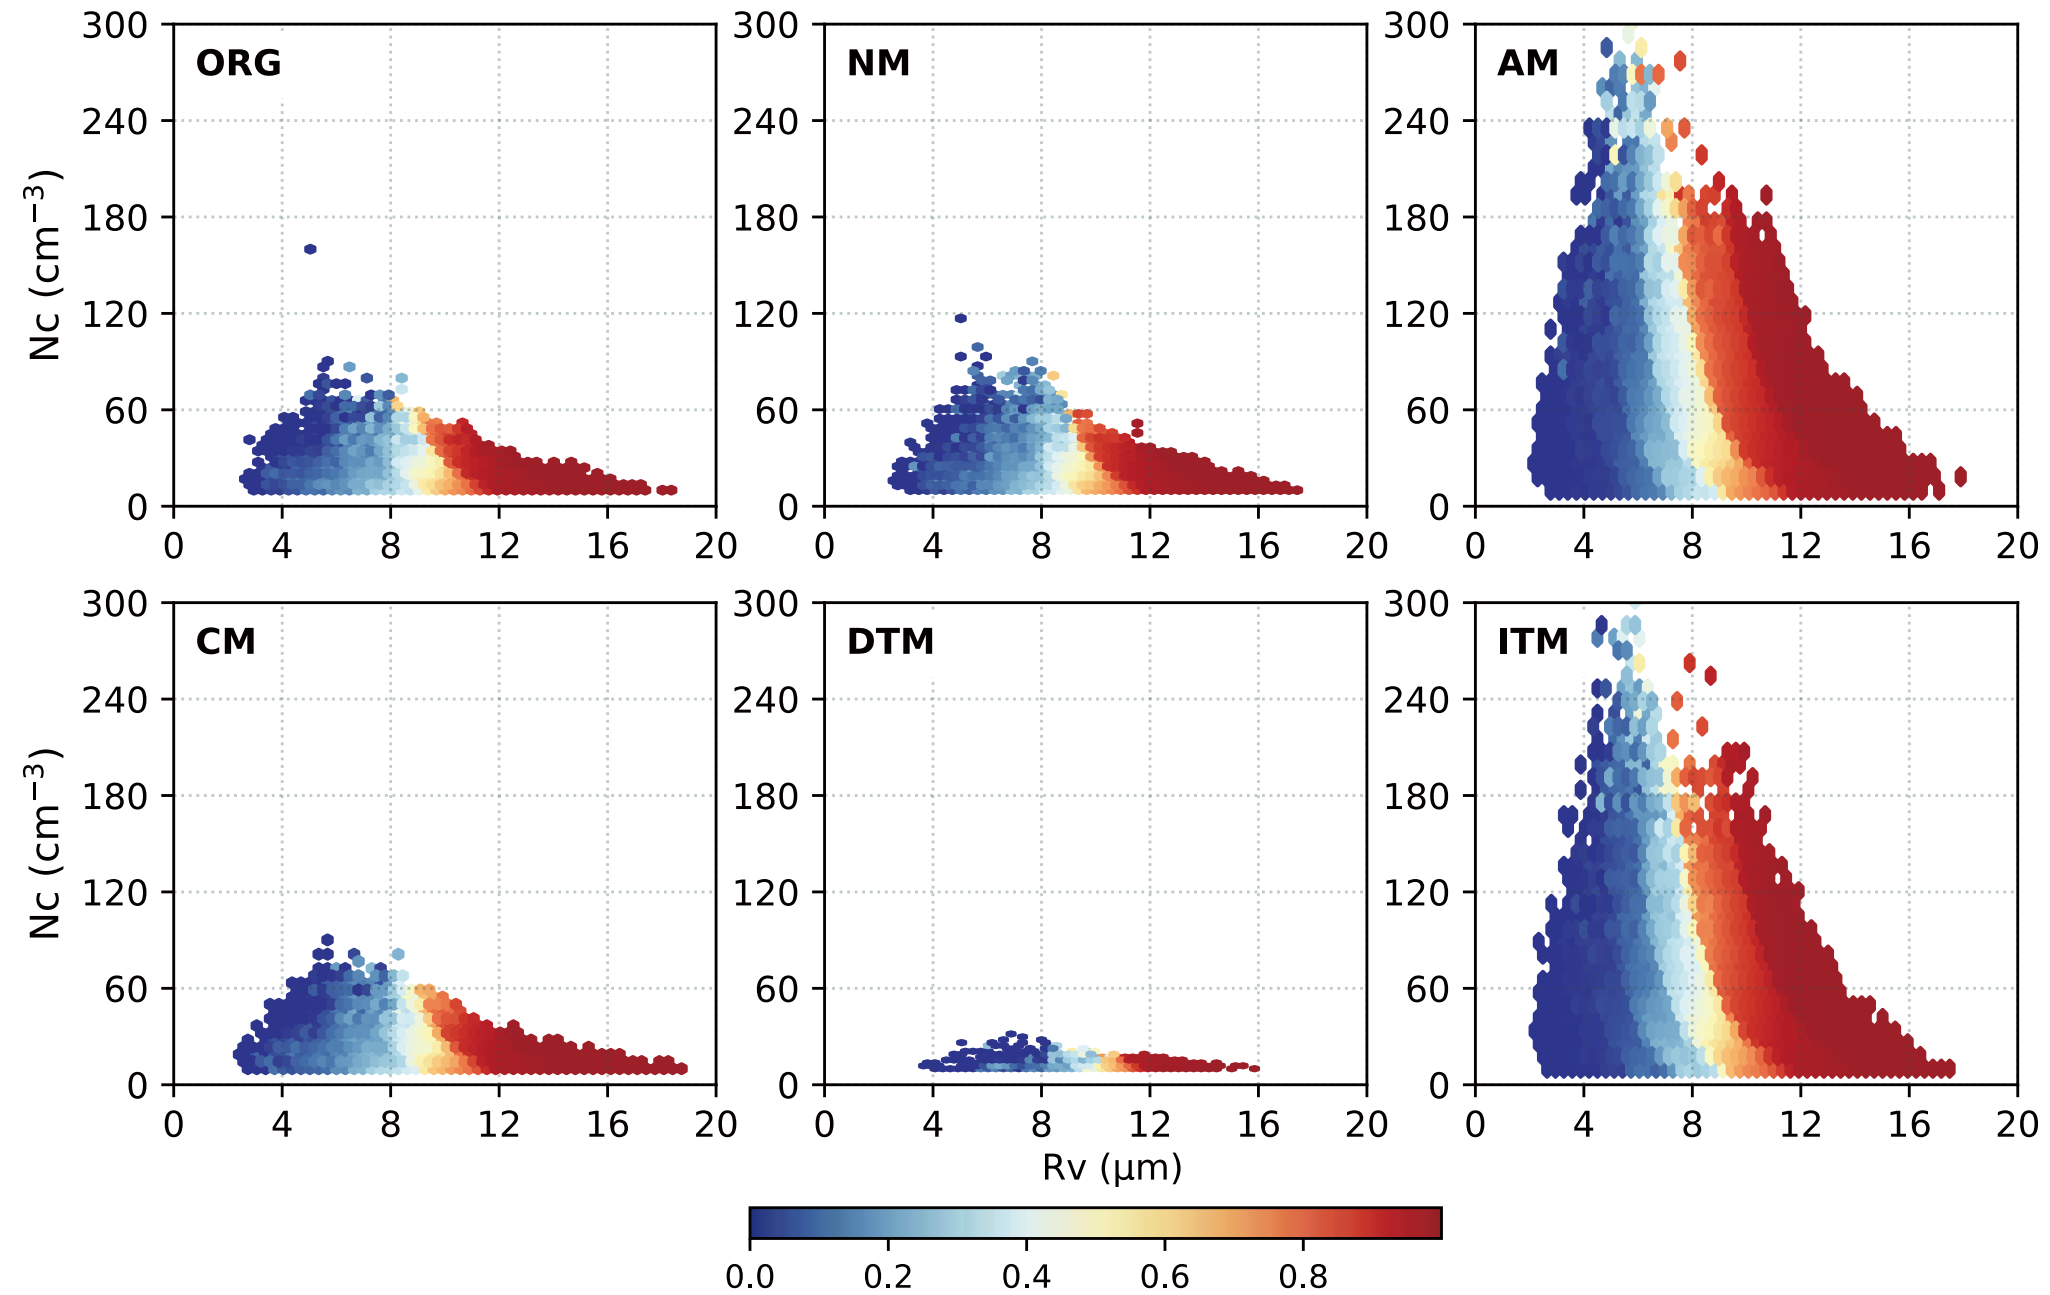 300 ORG 300 NM 300 AM
240 240 240
180 180 180
120 120 120
60 60 60
0 0 0
Nc (cm⁻³)
0 4 8 12 16 20 0 4 8 12 16 20 0 4 8 12 16 20
300 CM 300 DTM 300 ITM
240 240 240
180 180 180
120 120 120
60 60 60
0 0 0
Nc (cm⁻³)
0 4 8 12 16 20 0 4 8 12 16 20 0 4 8 12 16 20
Rv (μm)
0.0 0.2 0.4 0.6 0.8